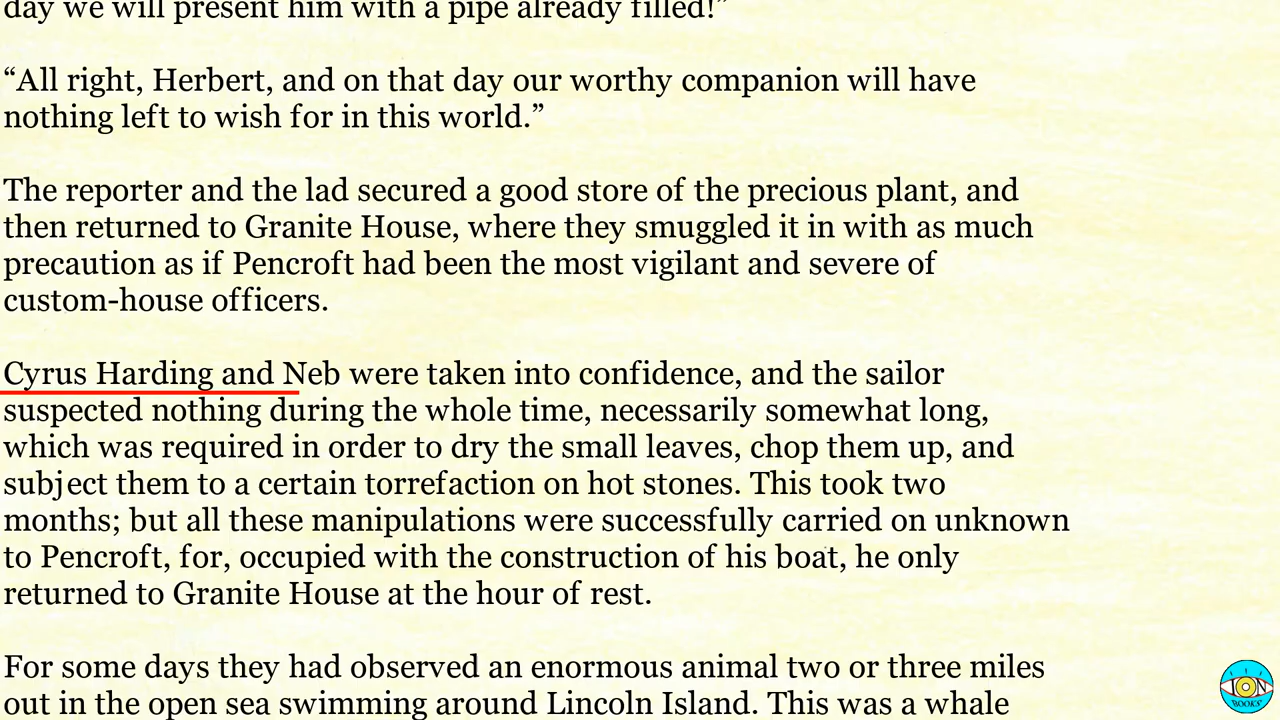 day we will present him with a pipe already filled!”
“All right, Herbert, and on that day our worthy companion will have
nothing left to wish for in this world.”
The reporter and the lad secured a good store of the precious plant, and
then returned to Granite House, where they smuggled it in with as much
precaution as if Pencroft had been the most vigilant and severe of
custom-house officers.
Cyrus Harding and Neb were taken into confidence, and the sailor
suspected nothing during the whole time, necessarily somewhat long,
which was required in order to dry the small leaves, chop them up, and
subject them to a certain torrefaction on hot stones. This took two
months; but all these manipulations were successfully carried on unknown
to Pencroft, for, occupied with the construction of his boat, he only
returned to Granite House at the hour of rest.
For some days they had observed an enormous animal two or three miles
out in the open sea swimming around Lincoln Island. This was a whale
ION
BOOKS